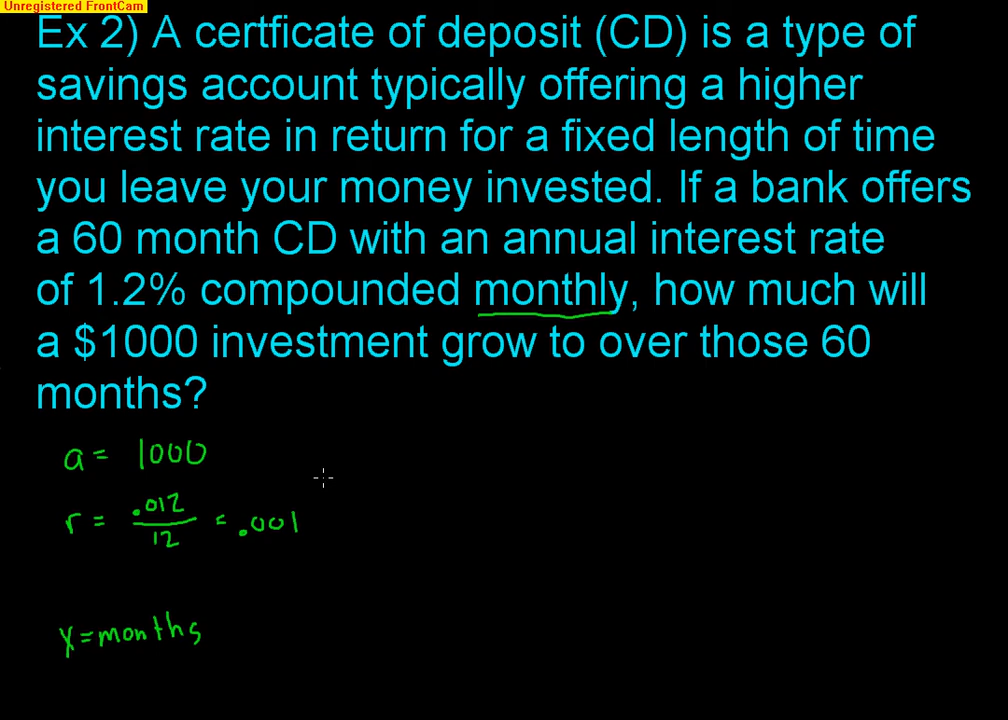 Unregistered FrontCam
Ex 2) A certficate of deposit (CD) is a type of
savings account typically offering a higher
interest rate in return for a fixed length of time
you leave your money invested. If a bank offers
a 60 month CD with an annual interest rate
of 1.2% compounded monthly, how much will
a $1000 investment grow to over those 60
months?
a = 1000
r = .012/12 = .001
x = months